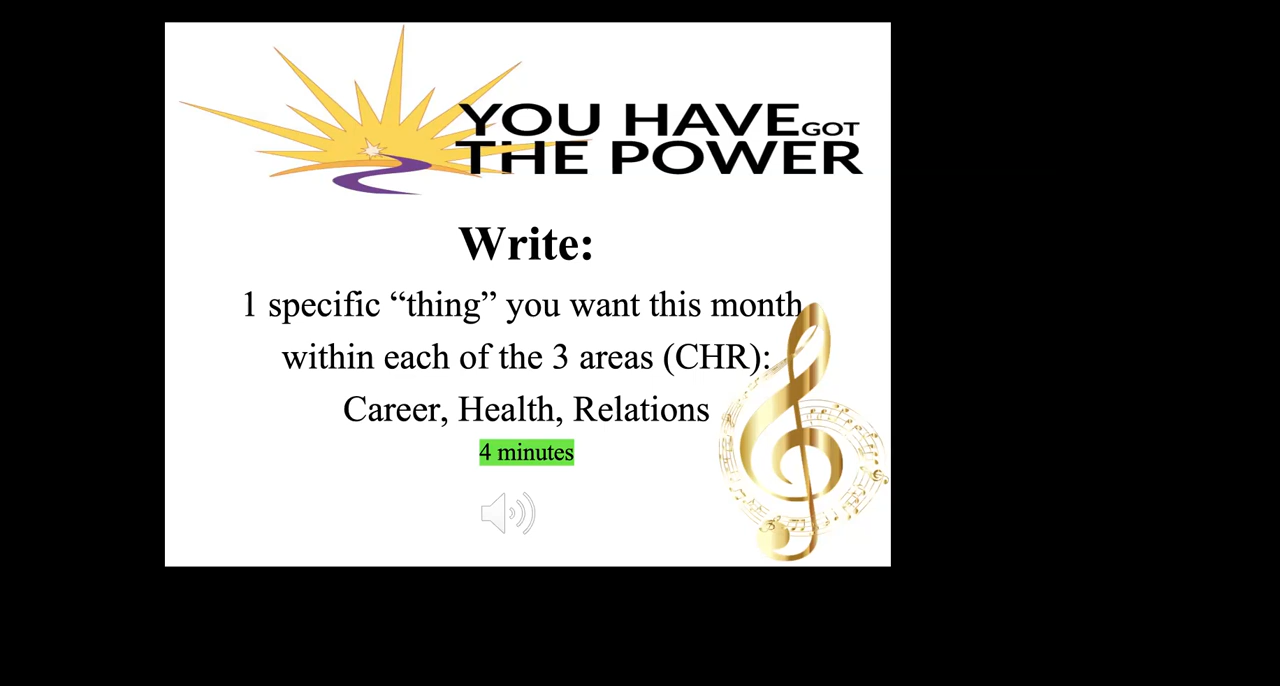 YOU HAVE GOT
THE POWER
Write:
1 specific “thing” you want this month
within each of the 3 areas (CHR):
Career, Health, Relations
4 minutes